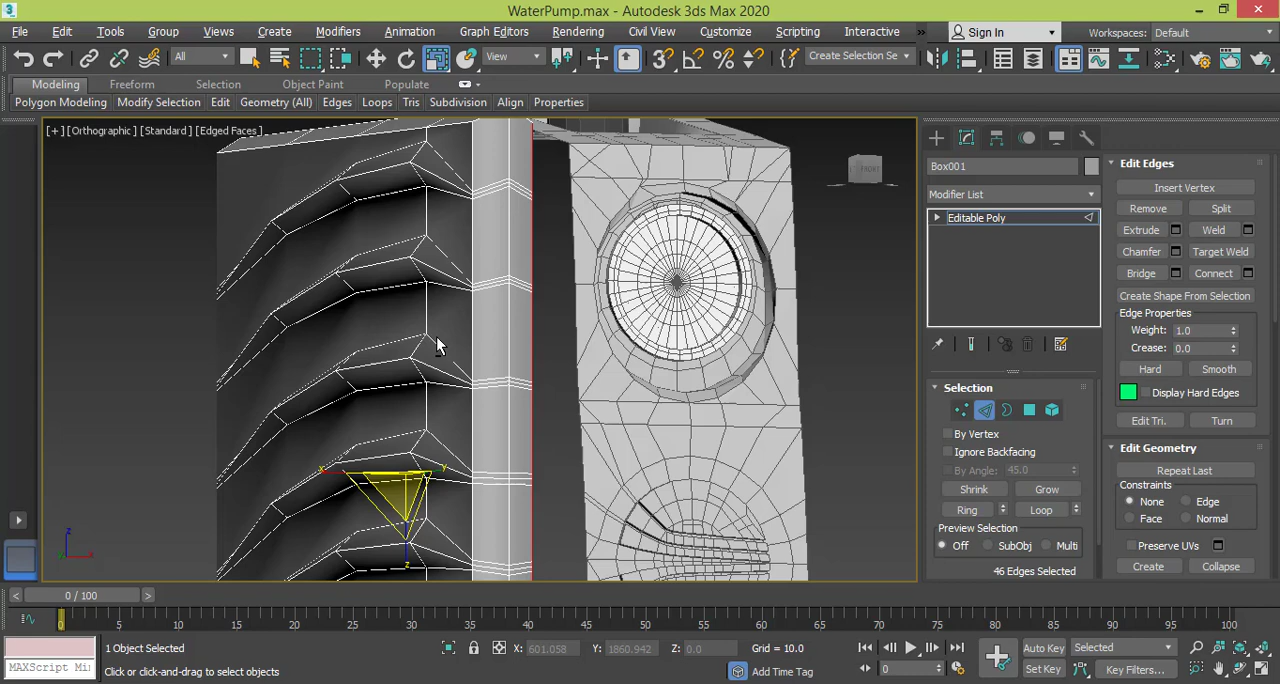 WaterPump.max - Autodesk 3ds Max 2020
File Edit Tools Group Views Create Modifiers Animation Graph Editors Rendering Civil View Customize Scripting Interactive Sign In Workspaces: Default
All View Create Selection Se
Modeling Freeform Selection Object Paint Populate
Polygon Modeling Modify Selection Edit Geometry (All) Edges Loops Tris Subdivision Align Properties
[+] [Orthographic] [Standard] [Edged Faces]
FRONT
Box001
Modifier List
Editable Poly
Selection
By Vertex
Ignore Backfacing
By Angle: 45.0
Shrink Grow
Ring Loop
Preview Selection
Off SubObj Multi
46 Edges Selected
Edit Edges
Insert Vertex
Remove Split
Extrude Weld
Chamfer Target Weld
Bridge Connect
Create Shape From Selection
Edge Properties
Weight: 1.0
Crease: 0.0
Hard Smooth
Display Hard Edges
Edit Tri. Turn
Edit Geometry
Repeat Last
Constraints
None Edge
Face Normal
Preserve UVs
Create Collapse
x y z
z x
0 / 100
0 5 10 15 20 25 30 35 40 45 50 55 60 65 70 75 80 85 90 95 100
MAXScript Mi
1 Object Selected
Click or click-and-drag to select objects
X: 601.058 Y: 1860.942 Z: 0.0 Grid = 10.0
Add Time Tag
0
Auto Key Selected
Set Key Key Filters...